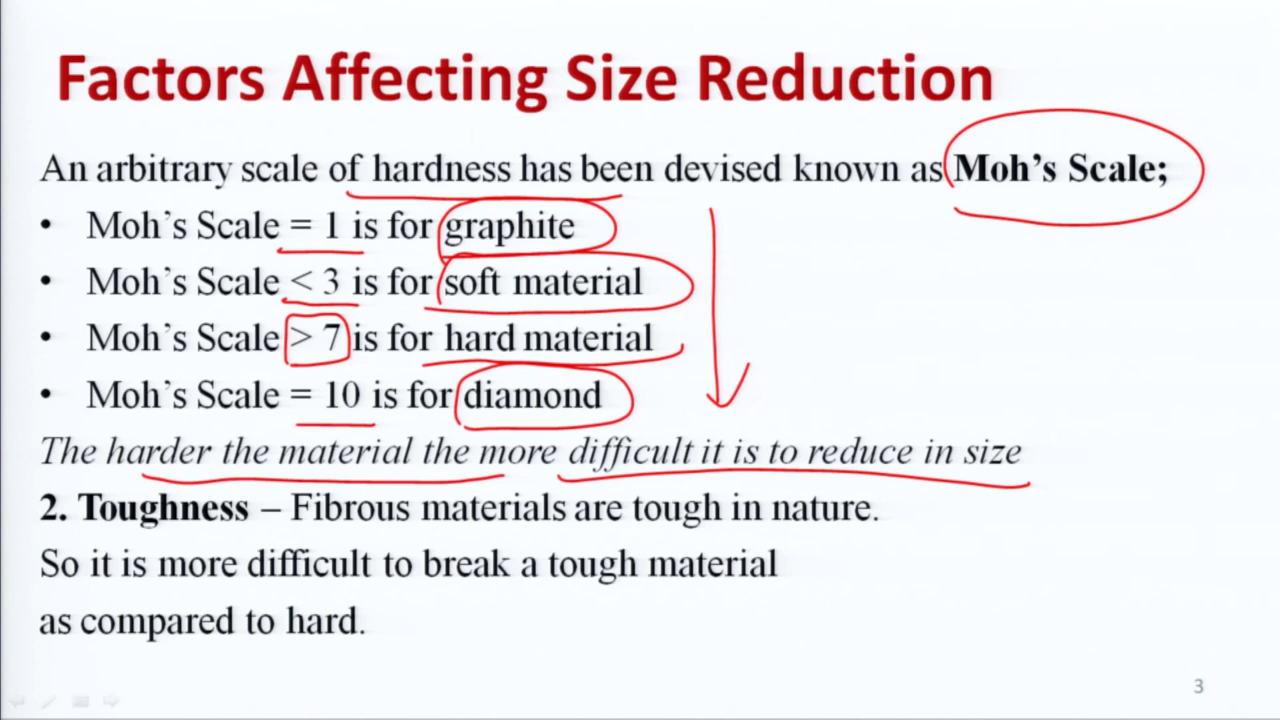 Factors Affecting Size Reduction
An arbitrary scale of hardness has been devised known as Moh’s Scale;
• Moh’s Scale = 1 is for graphite
• Moh’s Scale < 3 is for soft material
• Moh’s Scale > 7 is for hard material
• Moh’s Scale = 10 is for diamond
The harder the material the more difficult it is to reduce in size
2. Toughness – Fibrous materials are tough in nature.
So it is more difficult to break a tough material
as compared to hard.
3